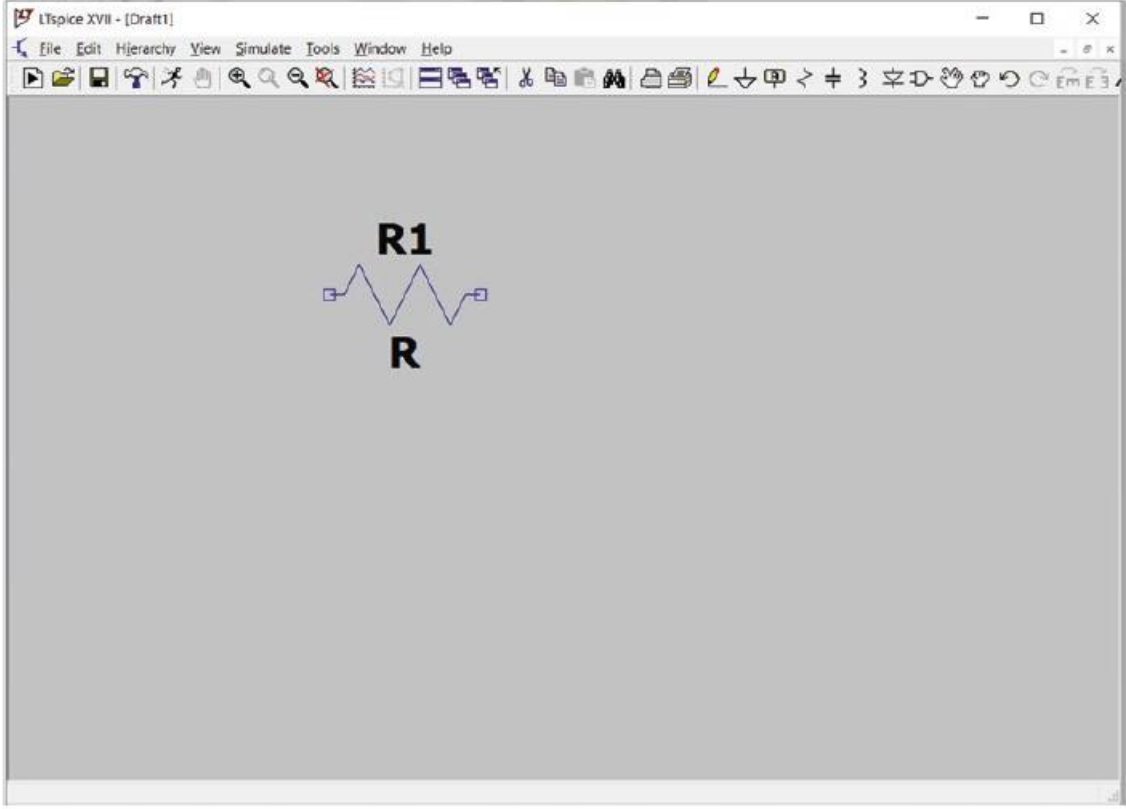 LTspice XVII - [Draft1]
File Edit Hierarchy View Simulate Tools Window Help
R1
R